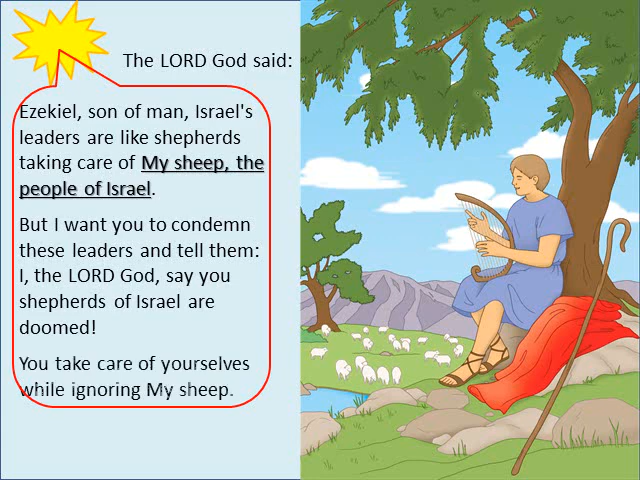 The LORD God said:
Ezekiel, son of man, Israel's
leaders are like shepherds
taking care of My sheep, the
people of Israel.
But I want you to condemn
these leaders and tell them:
I, the LORD God, say you
shepherds of Israel are
doomed!
You take care of yourselves
while ignoring My sheep.